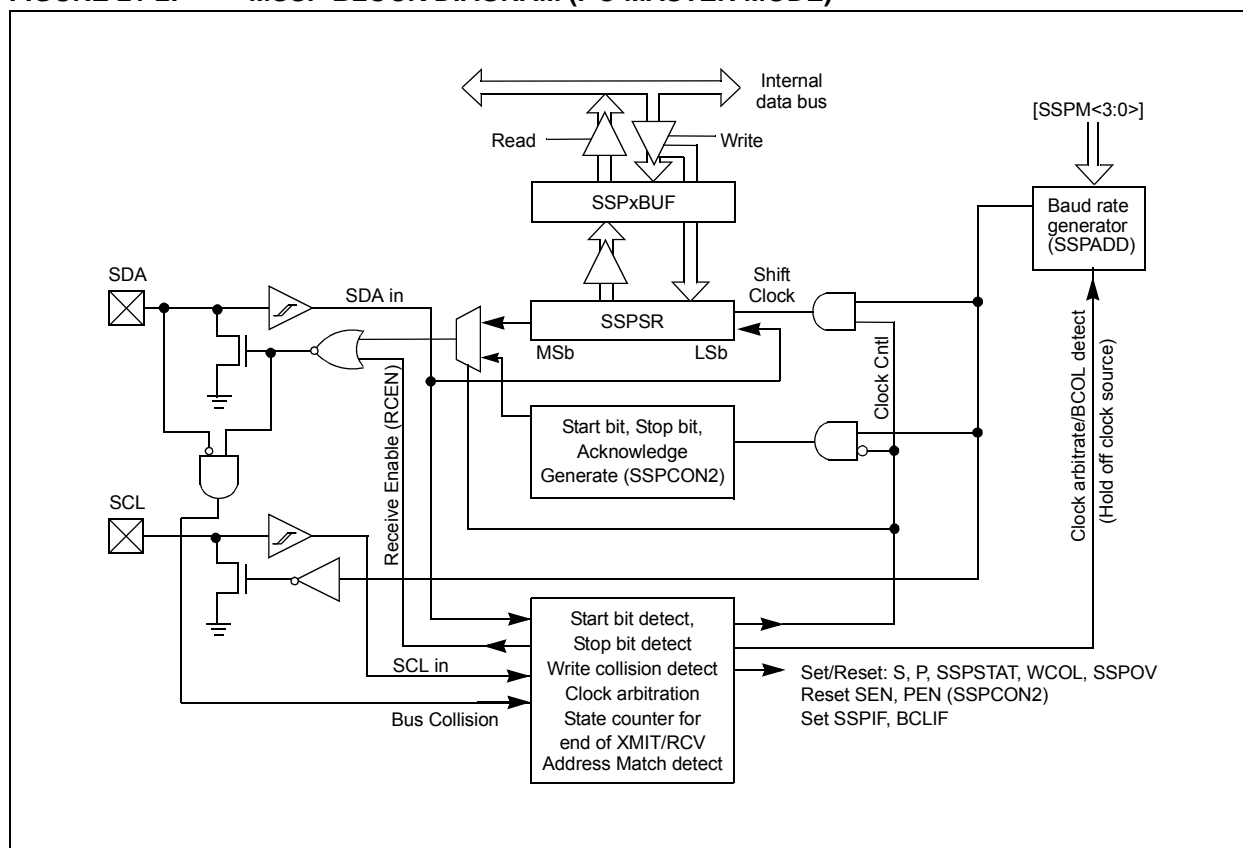 Internal
data bus
[SSPM<3:0>]
Read
Write
SSPxBUF
Baud rate
generator
(SSPADD)
SDA
SDA in
Shift
Clock
SSPSR
MSb
LSb
Clock Cntl
Receive Enable (RCEN)
Start bit, Stop bit,
Acknowledge
Generate (SSPCON2)
Clock arbitrate/BCOL detect
(Hold off clock source)
SCL
SCL in
Bus Collision
Start bit detect,
Stop bit detect
Write collision detect
Clock arbitration
State counter for
end of XMIT/RCV
Address Match detect
Set/Reset: S, P, SSPSTAT, WCOL, SSPOV
Reset SEN, PEN (SSPCON2)
Set SSPIF, BCLIF